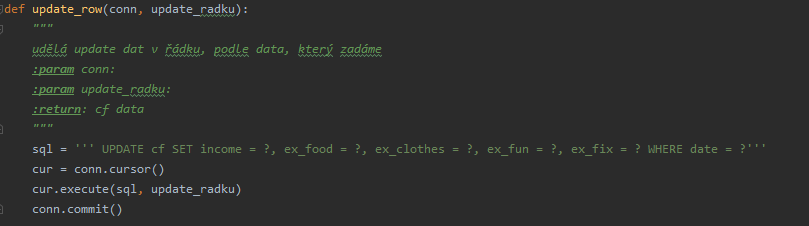 def update_row(conn, update_radku):
"""
udělá update dat v řádku, podle data, který zadáme
:param conn:
:param update_radku:
:return: cf data
"""
sql = ''' UPDATE cf SET income = ?, ex_food = ?, ex_clothes = ?, ex_fun = ?, ex_fix = ? WHERE date = ?'''
cur = conn.cursor()
cur.execute(sql, update_radku)
conn.commit()